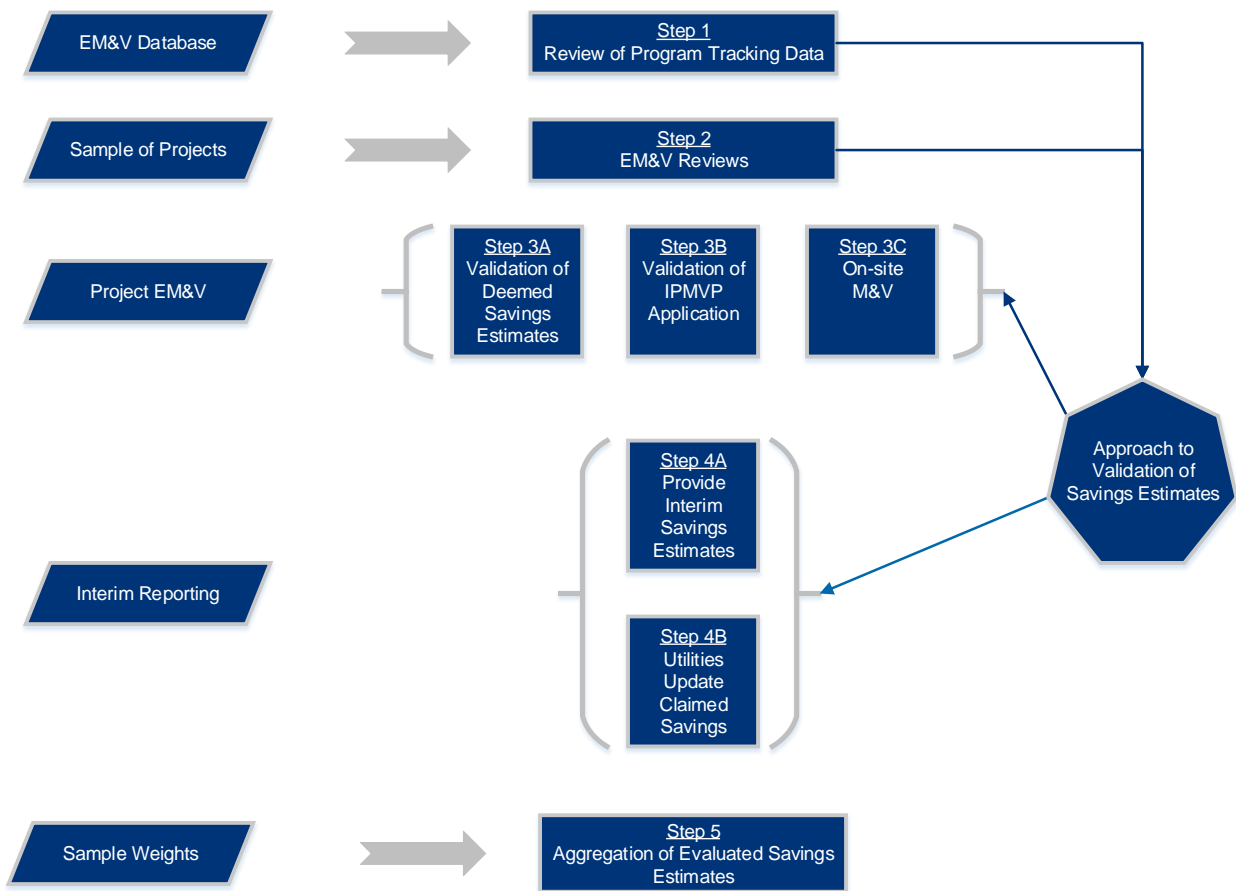 EM&V Database
Step 1
Review of Program Tracking Data
Sample of Projects
Step 2
EM&V Reviews
Project EM&V
Step 3A
Validation of
Deemed
Savings
Estimates
Step 3B
Validation of
IPMVP
Application
Step 3C
On-site
M&V
Approach to
Validation of
Savings Estimates
Interim Reporting
Step 4A
Provide
Interim
Savings
Estimates
Step 4B
Utilities
Update
Claimed
Savings
Sample Weights
Step 5
Aggregation of Evaluated Savings
Estimates